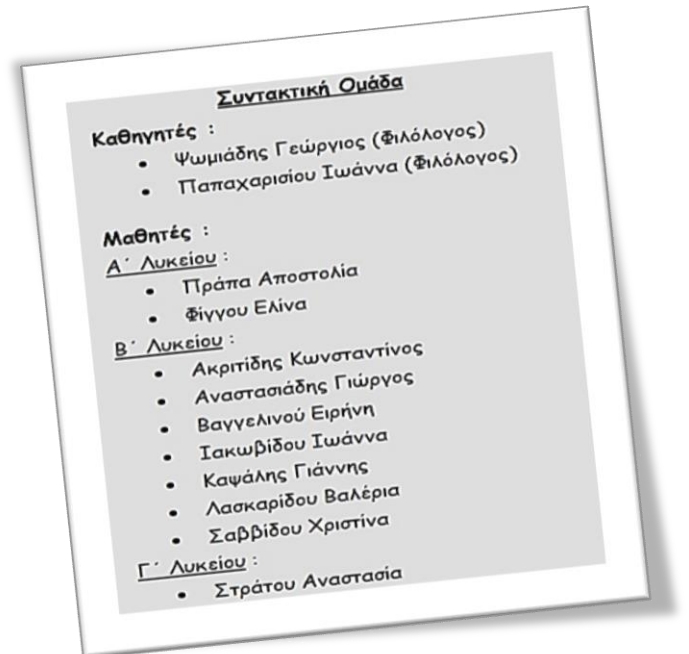 Συντακτική Ομάδα
Καθηγητές :
• Ψωμιάδης Γεώργιος (Φιλόλογος)
• Παπαχαρισίου Ιωάννα (Φιλόλογος)
Μαθητές :
Α΄ Λυκείου :
• Πράπα Αποστολία
• Φίγγου Ελίνα
Β΄ Λυκείου :
• Ακριτίδης Κωνσταντίνος
• Αναστασιάδης Γιώργος
• Βαγγελινού Ειρήνη
• Ιακωβίδου Ιωάννα
• Καψάλης Γιάννης
• Λασκαρίδου Βαλέρια
• Σαββίδου Χριστίνα
Γ΄ Λυκείου :
• Στράτου Αναστασία